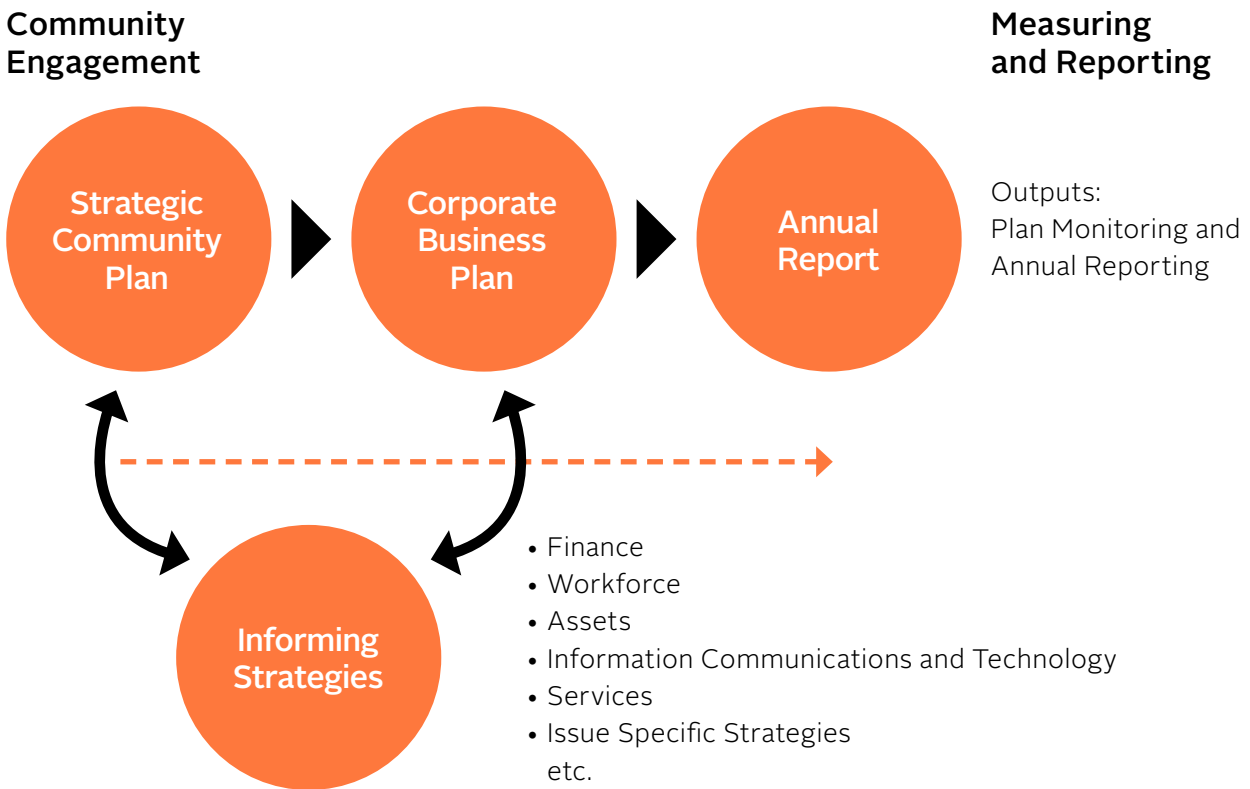 Community
Engagement
Measuring
and Reporting
Strategic
Community
Plan
Corporate
Business
Plan
Annual
Report
Outputs:
Plan Monitoring and
Annual Reporting
Informing
Strategies
• Finance
• Workforce
• Assets
• Information Communications and Technology
• Services
• Issue Specific Strategies
etc.